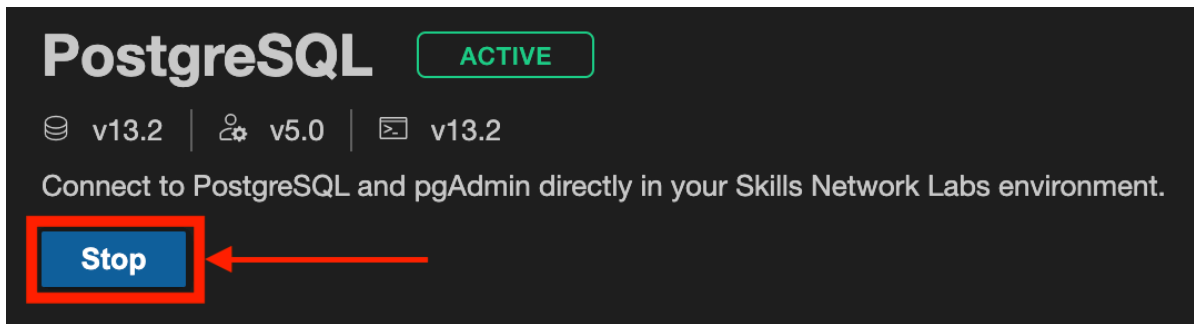 PostgreSQL ACTIVE
v13.2 v5.0 v13.2
Connect to PostgreSQL and pgAdmin directly in your Skills Network Labs environment.
Stop